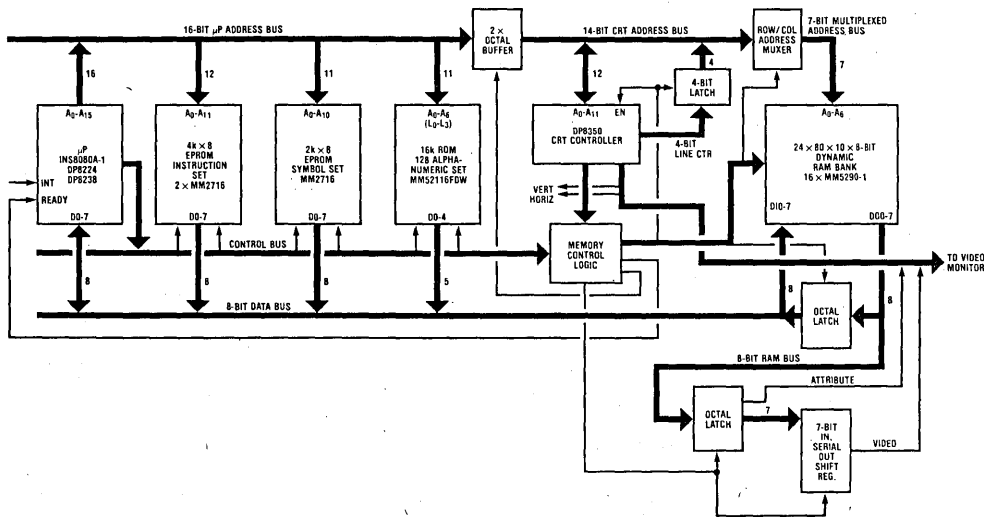 16-BIT μP ADDRESS BUS
2 ×
OCTAL
BUFFER
14-BIT CRT ADDRESS BUS
ROW/COL
ADDRESS
MUXER
7-BIT MULTIPLEXED
ADDRESS BUS
16
12
11
11
12
4
7
4-BIT
LATCH
A0-A15
μP
INS8080A-1
DP8224
DP8238
INT
READY
D0-7
A0-A11
4k × 8
EPROM
INSTRUCTION
SET
2 × MM2716
D0-7
A0-A10
2k × 8
EPROM
SYMBOL SET
MM2716
D0-7
A0-A6
(L0-L3)
16k ROM
128 ALPHA-
NUMERIC SET
MM52116FDW
D0-4
A0-A11
EN
DP8350
CRT CONTROLLER
4-BIT
LINE CTR
A0-A6
24 × 80 × 10 × 8-BIT
DYNAMIC
RAM BANK
16 × MM5290-1
DI0-7
DO0-7
VERT
HORIZ
CONTROL BUS
MEMORY
CONTROL
LOGIC
TO VIDEO
MONITOR
8
8
8
5
8
8
8-BIT DATA BUS
OCTAL
LATCH
8-BIT RAM BUS
ATTRIBUTE
OCTAL
LATCH
7
7-BIT
IN,
SERIAL
OUT
SHIFT
REG.
VIDEO